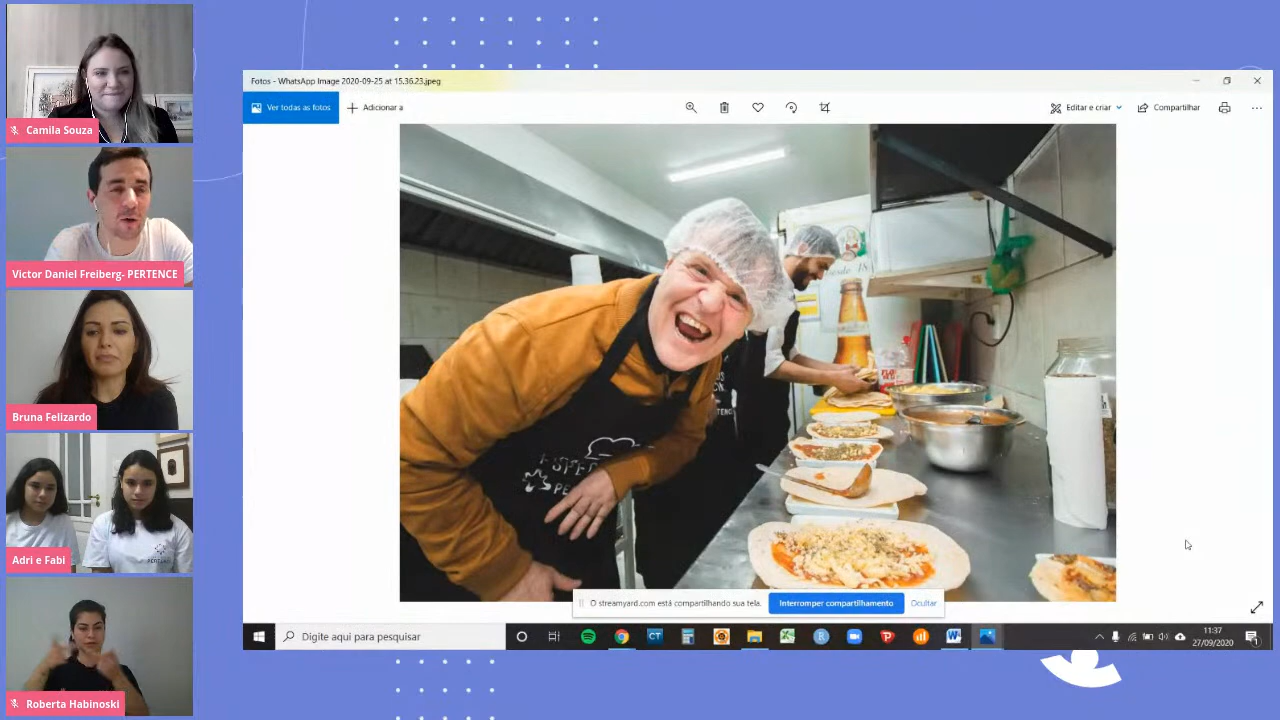 Camila Souza
Victor Daniel Freiberg- PERTENCE
Bruna Felizardo
Adri e Fabi
Roberta Habinoski
Fotos - WhatsApp Image 2020-09-25 at 15.36.23.jpeg
Ver todas as fotos
Adicionar a
Editar e criar
Compartilhar
O streamyard.com está compartilhando sua tela.
Interromper compartilhamento
Ocultar
Digite aqui para pesquisar
CT
11:37
27/09/2020